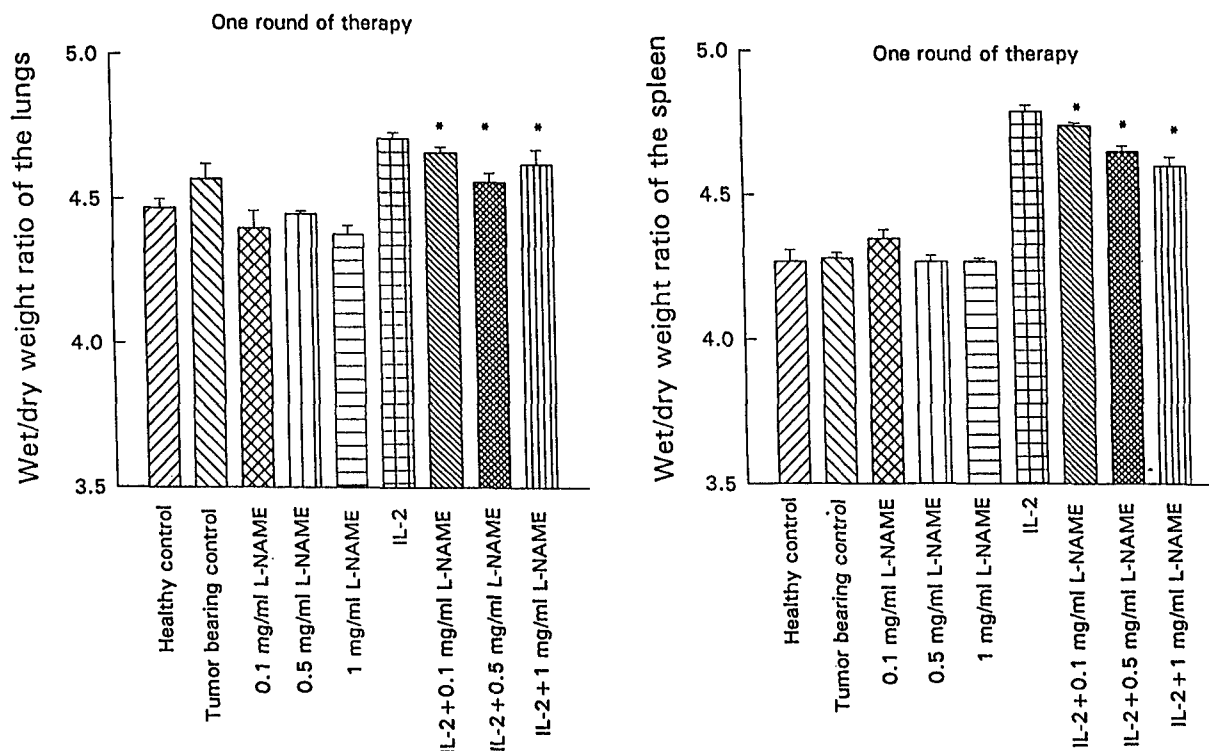 One round of therapy
Wet/dry weight ratio of the lungs
5.0
4.5
4.0
3.5
* * *
Healthy control
Tumor bearing control
0.1 mg/ml L-NAME
0.5 mg/ml L-NAME
1 mg/ml L-NAME
IL-2
IL-2+0.1 mg/ml L-NAME
IL-2+0.5 mg/ml L-NAME
IL-2+1 mg/ml L-NAME
One round of therapy
Wet/dry weight ratio of the spleen
5.0
4.5
4.0
3.5
* * *
Healthy control
Tumor bearing control
0.1 mg/ml L-NAME
0.5 mg/ml L-NAME
1 mg/ml L-NAME
IL-2
IL-2+0.1 mg/ml L-NAME
IL-2+0.5 mg/ml L-NAME
IL-2+1 mg/ml L-NAME